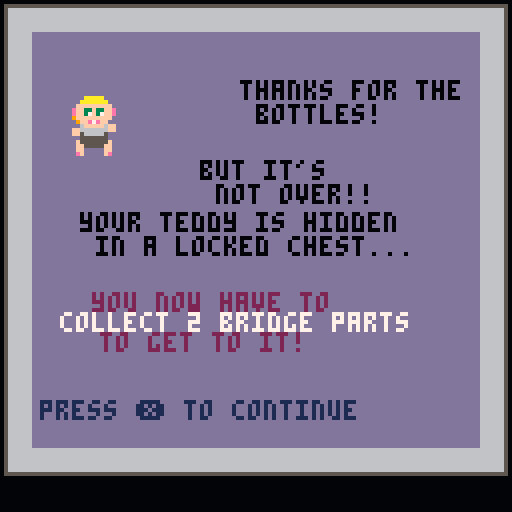 THANKS FOR THE
BOTTLES!
BUT IT'S
NOT OVER!!
YOUR TEDDY IS HIDDEN
IN A LOCKED CHEST...
YOU NOW HAVE TO
COLLECT 2 BRIDGE PARTS
TO GET TO IT!
PRESS ❎ TO CONTINUE